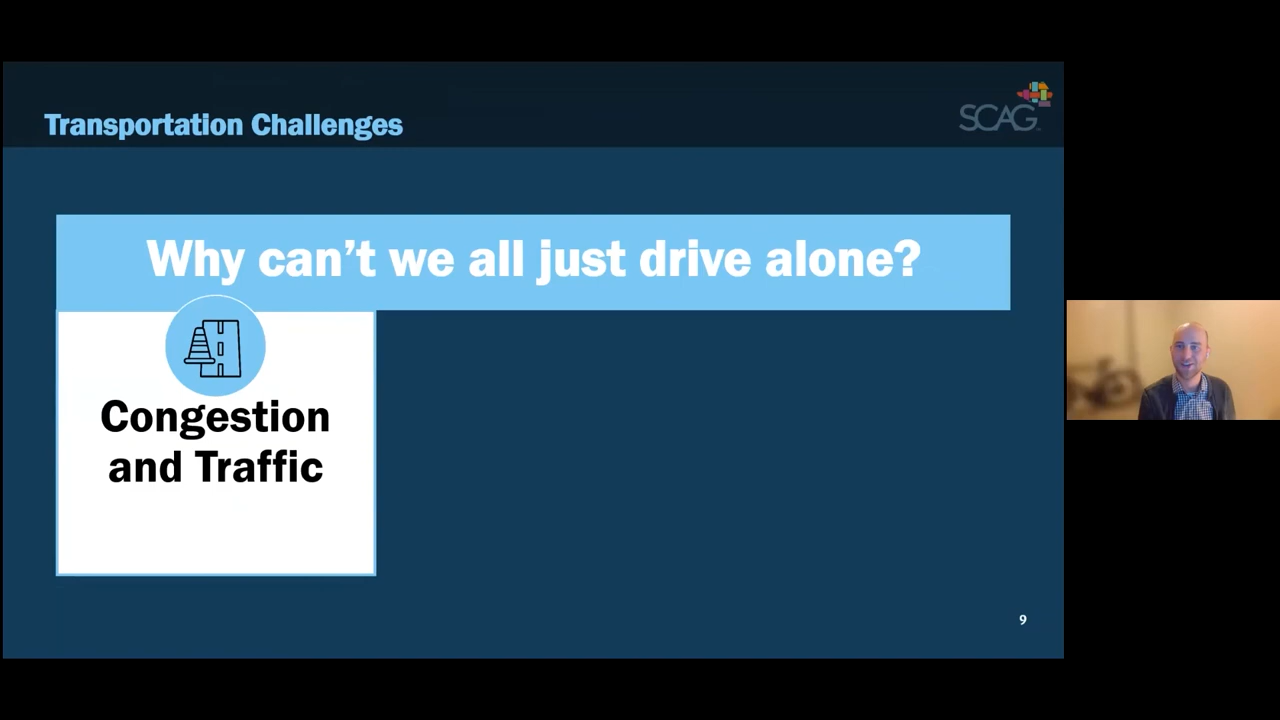 Transportation Challenges
SCAG
Why can't we all just drive alone?
Congestion
and Traffic
9